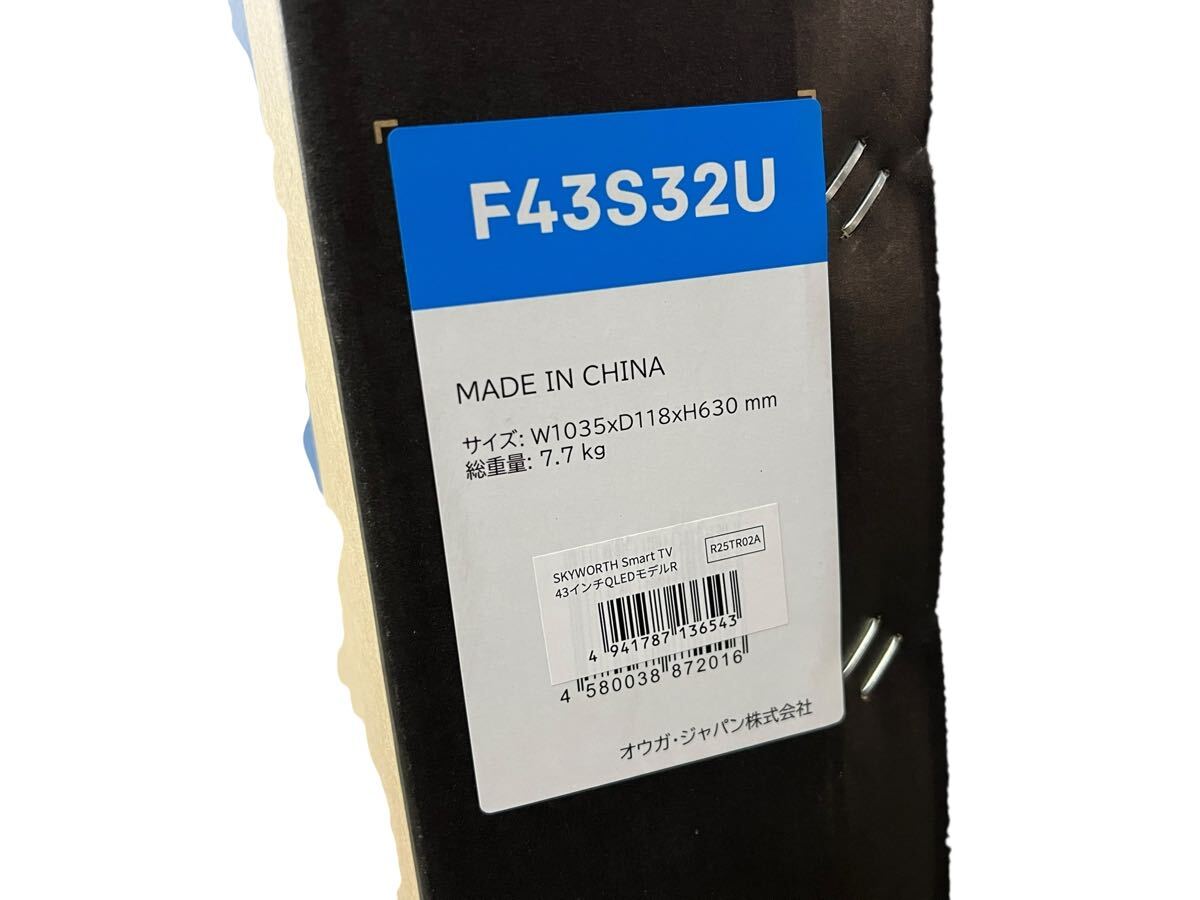 F43S32U
MADE IN CHINA
サイズ: W1035xD118xH630 mm
総重量: 7.7 kg
SKYWORTH Smart TV
R25TR02A
43インチQLEDモデルR
4 941787 136543
4 580038 872016
オウガ・ジャパン株式会社